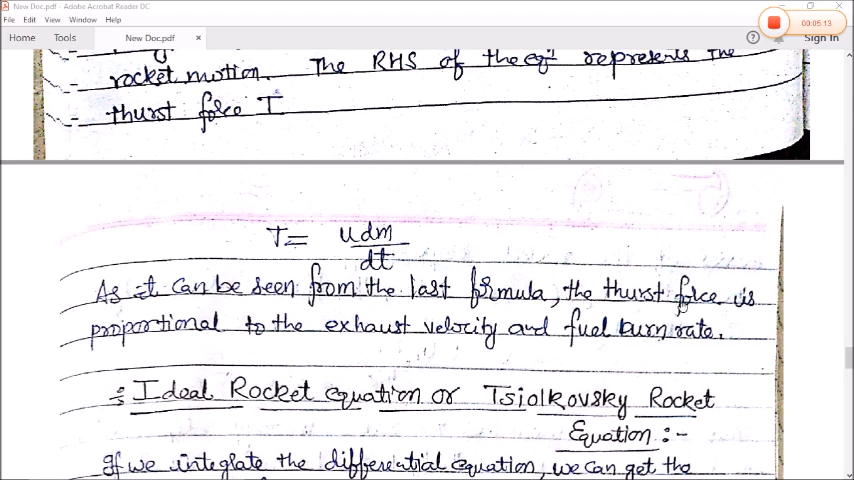 New Doc.pdf - Adobe Acrobat Reader DC
File Edit View Window Help
00:05:13
Home Tools New Doc.pdf × Sign In
rocket motion. The RHS of the eqn represents the
thurst force T
T = udm
dt
As it can be seen from the last formula, the thurst force is
proportional to the exhaust velocity and fuel burn rate.
Ideal Rocket equation or Tsiolkovsky Rocket
Equation :-
If we integrate the differential equation, we can get the